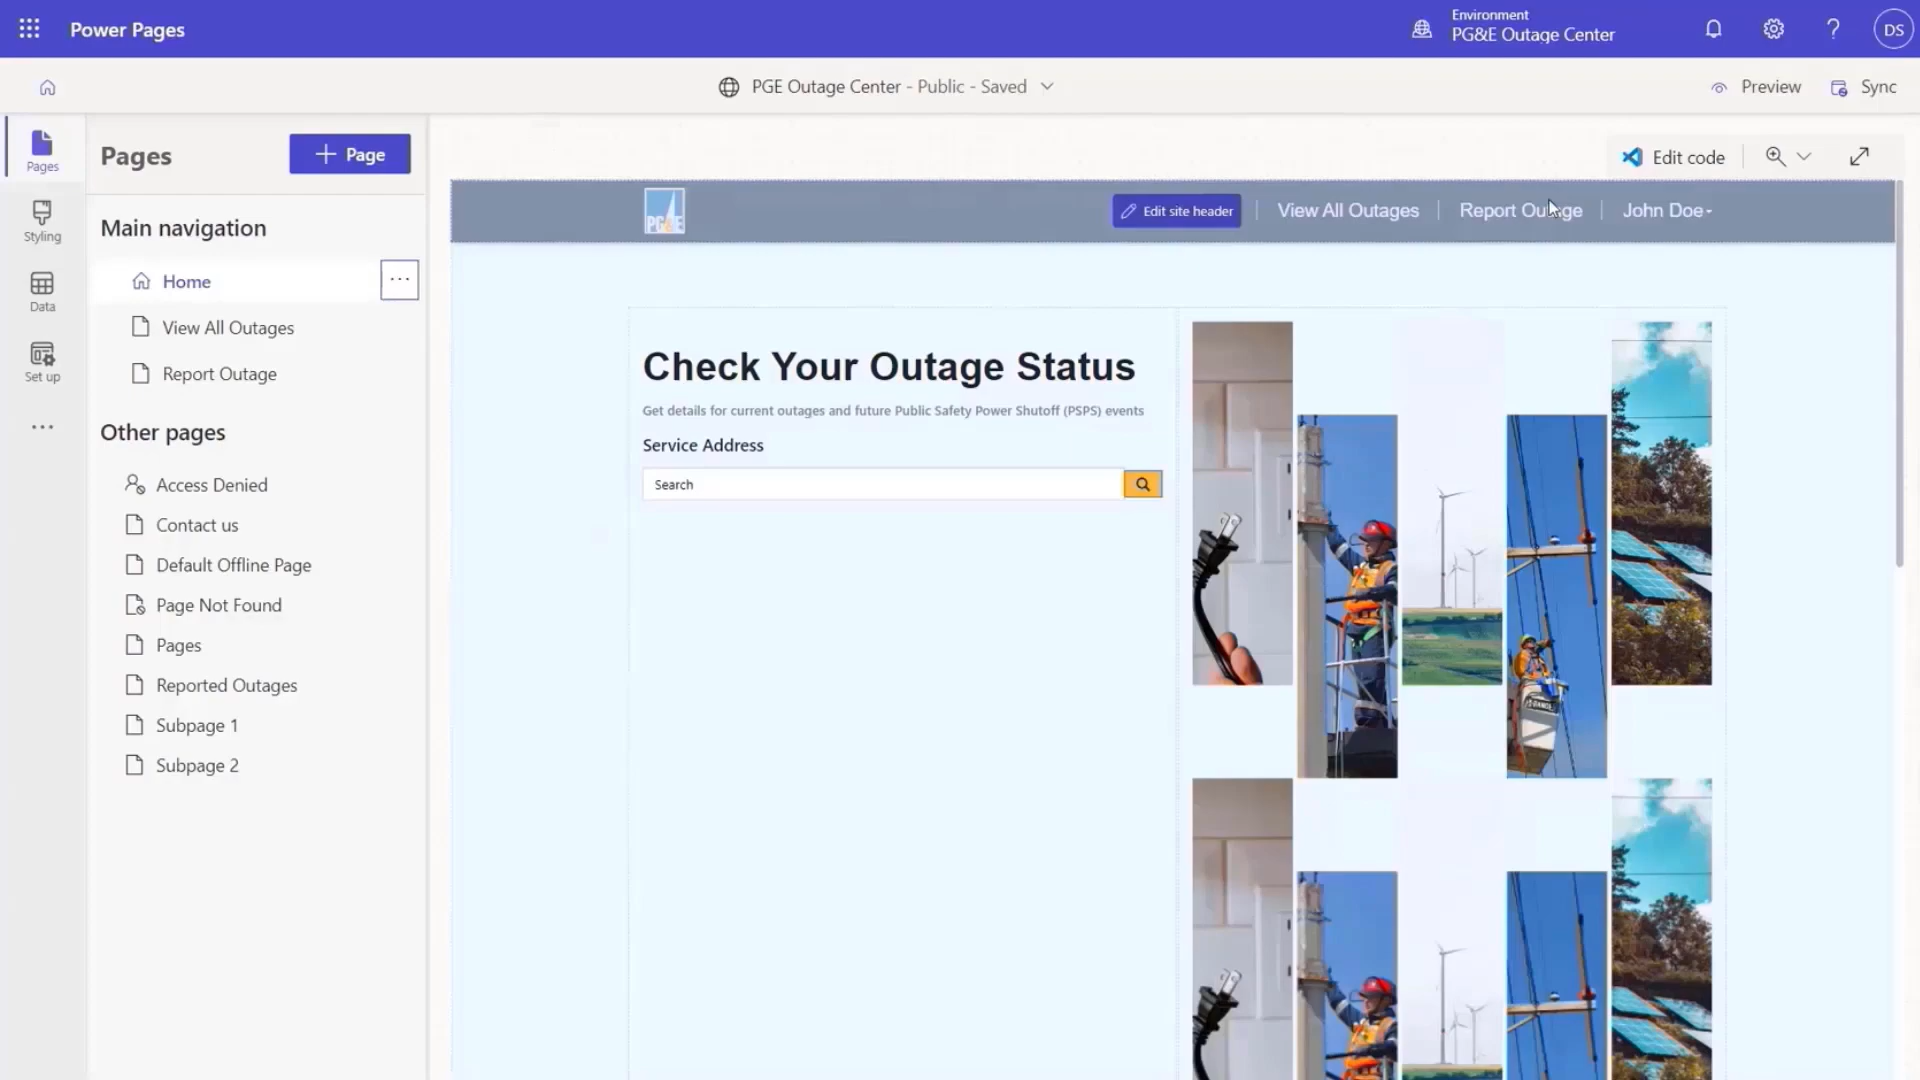 Power Pages
Environment
PG&E Outage Center
DS
PGE Outage Center - Public - Saved
Preview
Sync
Pages
Styling
Data
Set up
Pages
Page
Main navigation
Home
View All Outages
Report Outage
Other pages
Access Denied
Contact us
Default Offline Page
Page Not Found
Pages
Reported Outages
Subpage 1
Subpage 2
Edit code
PG&E
Edit site header
View All Outages
Report Outage
John Doe
Check Your Outage Status
Get details for current outages and future Public Safety Power Shutoff (PSPS) events
Service Address
Search